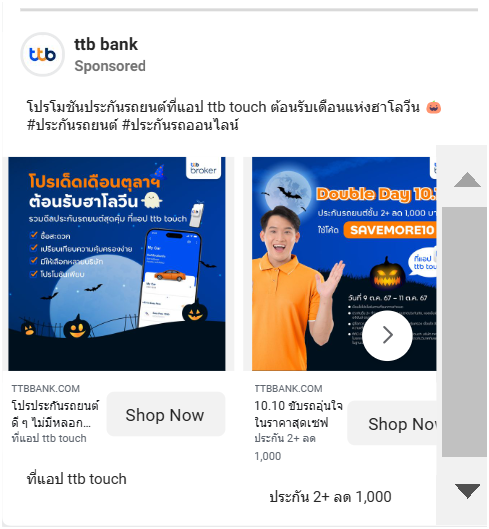 ttb bank
Sponsored
โปรโมชันประกันรถยนต์ที่แอป ttb touch ต้อนรับเดือนแห่งฮาโลวีน 🎃
#ประกันรถยนต์ #ประกันรถออนไลน์
ttb
broker
โปรเด็ดเดือนตุลาฯ
ต้อนรับฮาโลวีน
รวมดีลประกันรถยนต์สุดคุ้ม ที่แอป ttb touch
ซื้อสะดวก
เปรียบเทียบความคุ้มครองง่าย
มีให้เลือกหลายบริษัท
โปรโมชันเพียบ
My Car
ttb
Double Day 10.1
ประกันรถยนต์ชั้น 2+ ลด 1,000 บา
ใช้โค้ด SAVEMORE10
ที่แอป
ttb tou
วันที่ 9 ต.ค. 67 – 11 ต.ค. 67
TTBBANK.COM
โปรประกันรถยนต์
ดี ๆ ไม่มีหลอก...
ที่แอป ttb touch
Shop Now
TTBBANK.COM
10.10 ขับรถอุ่นใจ
ในราคาสุดเซฟ
ประกัน 2+ ลด
1,000
Shop Nov
ที่แอป ttb touch
ประกัน 2+ ลด 1,000